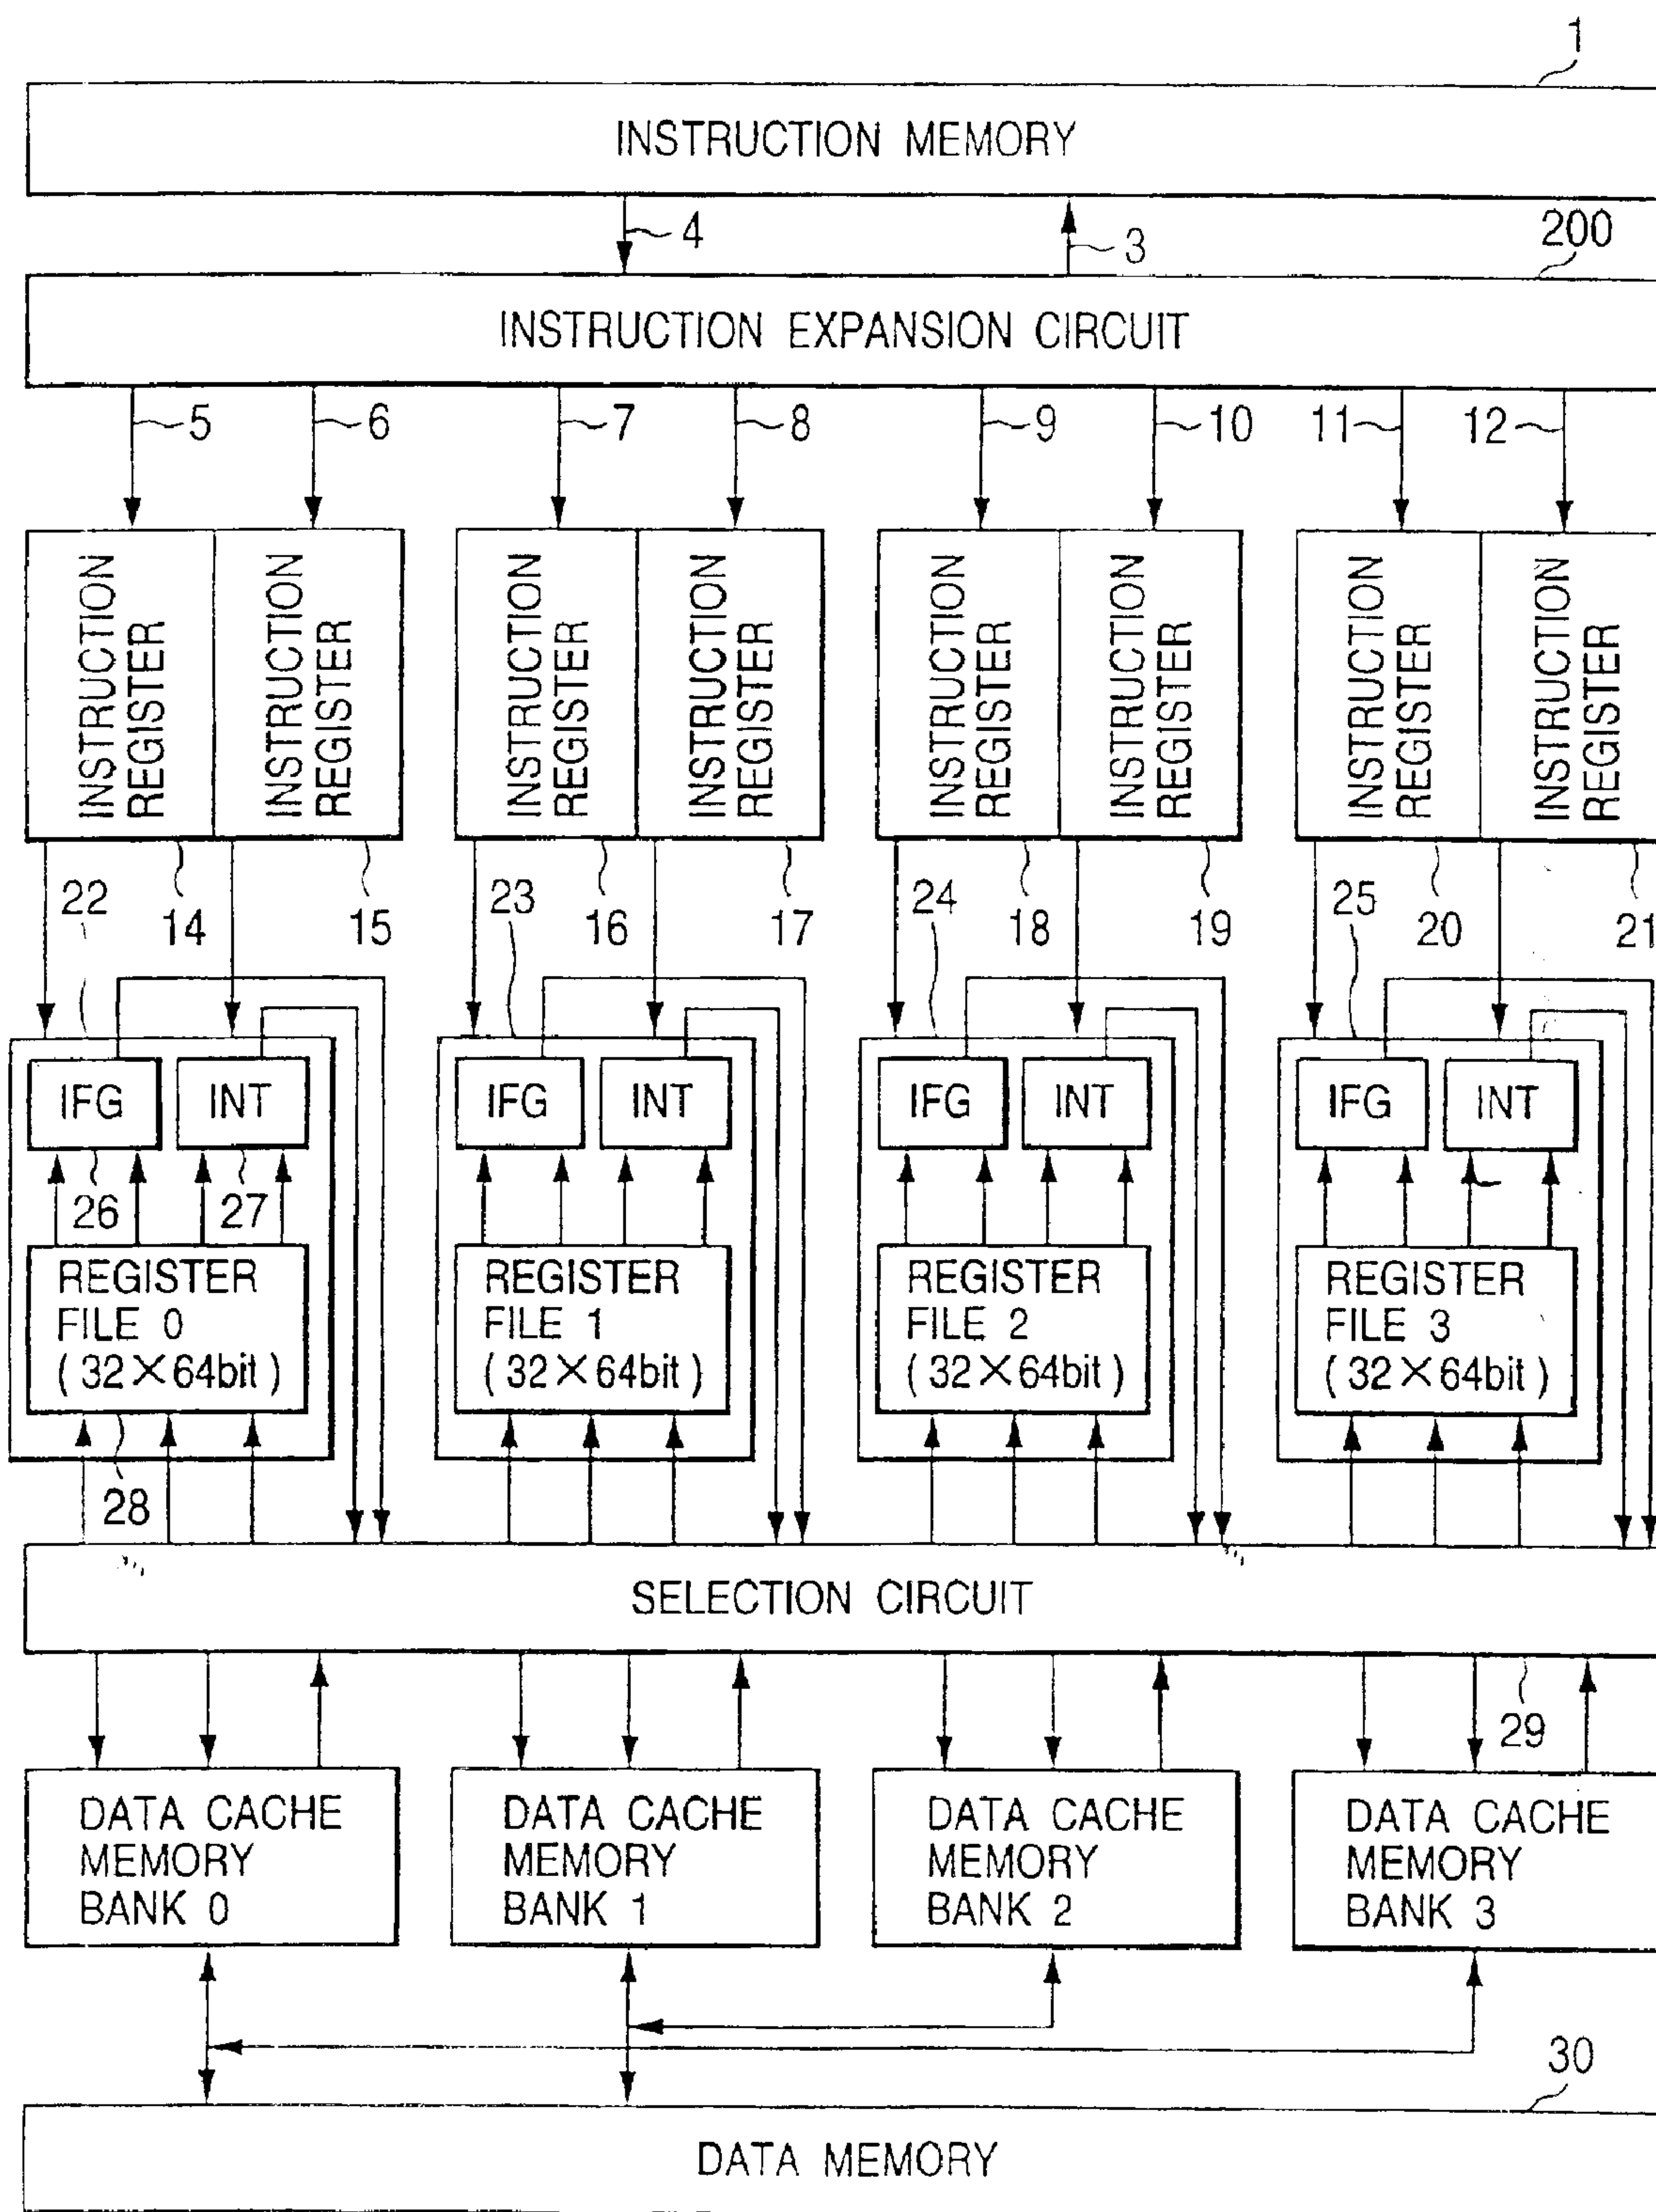 1
INSTRUCTION MEMORY
4
3
200
INSTRUCTION EXPANSION CIRCUIT
5
6
7
8
9
10
11
12
INSTRUCTION
REGISTER
INSTRUCTION
REGISTER
INSTRUCTION
REGISTER
INSTRUCTION
REGISTER
INSTRUCTION
REGISTER
INSTRUCTION
REGISTER
INSTRUCTION
REGISTER
INSTRUCTION
REGISTER
22
14
15
23
16
17
24
18
19
25
20
21
IFG
INT
IFG
INT
IFG
INT
IFG
INT
26
27
REGISTER
FILE 0
(32×64bit)
REGISTER
FILE 1
(32×64bit)
REGISTER
FILE 2
(32×64bit)
REGISTER
FILE 3
(32×64bit)
28
SELECTION CIRCUIT
29
DATA CACHE
MEMORY
BANK 0
DATA CACHE
MEMORY
BANK 1
DATA CACHE
MEMORY
BANK 2
DATA CACHE
MEMORY
BANK 3
30
DATA MEMORY